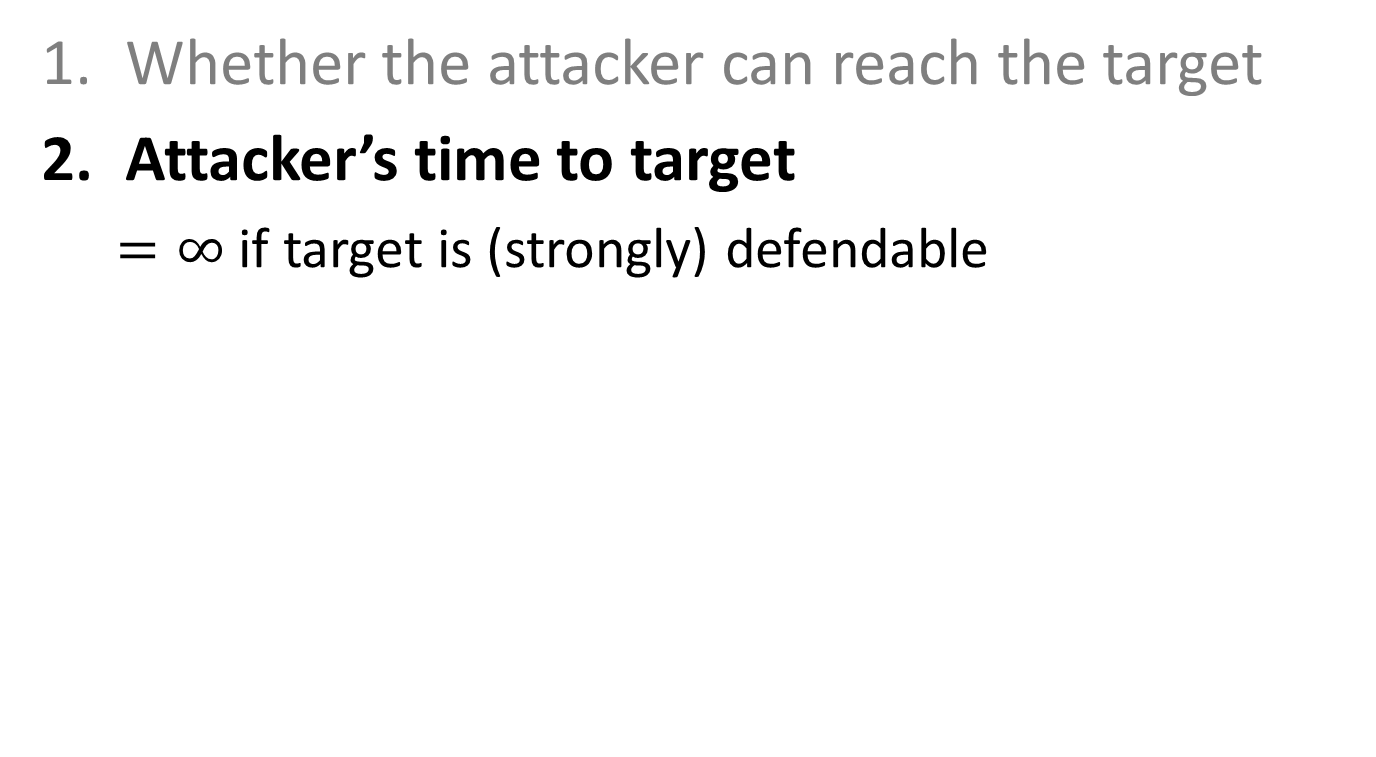 1. Whether the attacker can reach the target
2. Attacker’s time to target
= ∞ if target is (strongly) defendable